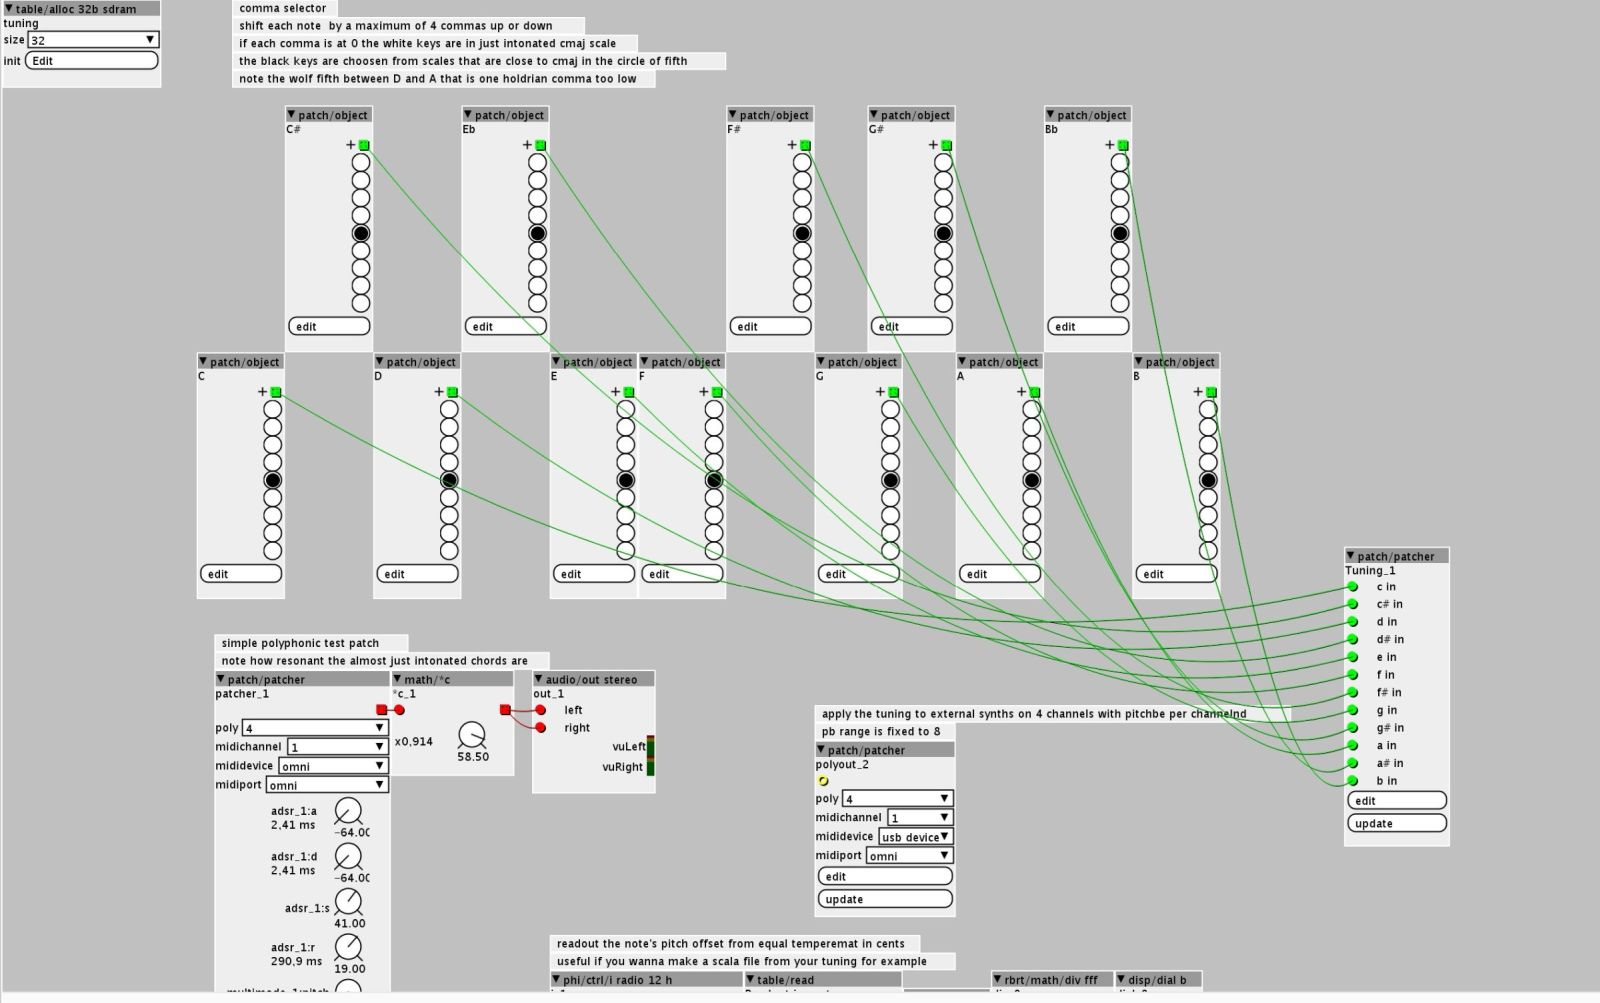 ▼ table/alloc 32b sdram
tuning
size 32 ▼
init Edit
comma selector
shift each note by a maximum of 4 commas up or down
if each comma is at 0 the white keys are in just intonated cmaj scale
the black keys are choosen from scales that are close to cmaj in the circle of fifth
note the wolf fifth between D and A that is one holdrian comma too low
▼ patch/object
C#
+
edit
▼ patch/object
Eb
+
edit
▼ patch/object
F#
+
edit
▼ patch/object
G#
+
edit
▼ patch/object
Bb
+
edit
▼ patch/object
C
+
edit
▼ patch/object
D
+
edit
▼ patch/object
E
+
edit
▼ patch/object
F
+
edit
▼ patch/object
G
+
edit
▼ patch/object
A
+
edit
▼ patch/object
B
+
edit
▼ patch/patcher
Tuning_1
c in
c# in
d in
d# in
e in
f in
f# in
g in
g# in
a in
a# in
b in
edit
update
simple polyphonic test patch
note how resonant the almost just intonated chords are
▼ patch/patcher
patcher_1
poly 4 ▼
midichannel 1 ▼
mididevice omni ▼
midiport omni ▼
adsr_1:a
2,41 ms
-64.00
adsr_1:d
2,41 ms
-64.00
adsr_1:s
41.00
adsr_1:r
290,9 ms
19.00
▼ math/*c
*c_1
x0,914
58.50
▼ audio/out stereo
out_1
left
right
vuLeft
vuRight
apply the tuning to external synths on 4 channels with pitchbe per channelnd
pb range is fixed to 8
▼ patch/patcher
polyout_2
poly 4 ▼
midichannel 1 ▼
mididevice usb device ▼
midiport omni ▼
edit
update
readout the note's pitch offset from equal temperemat in cents
useful if you wanna make a scala file from your tuning for example
▼ phi/ctrl/i radio 12 h
▼ table/read
▼ rbrt/math/div fff
▼ disp/dial b